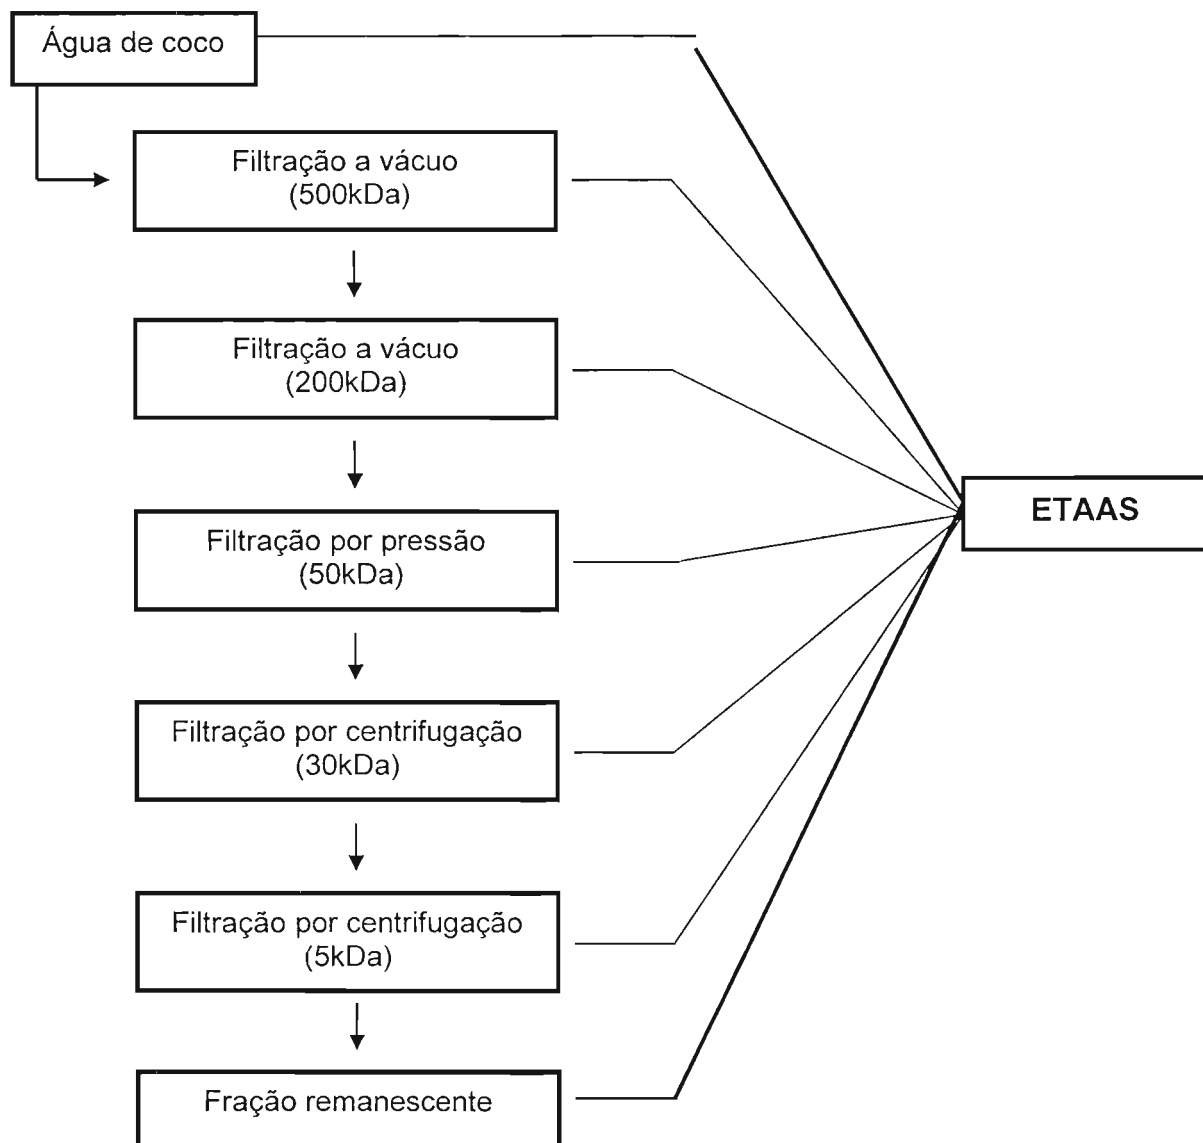 Água de coco
Filtração a vácuo
(500kDa)
Filtração a vácuo
(200kDa)
Filtração por pressão
(50kDa)
ETAAS
Filtração por centrifugação
(30kDa)
Filtração por centrifugação
(5kDa)
Fração remanescente